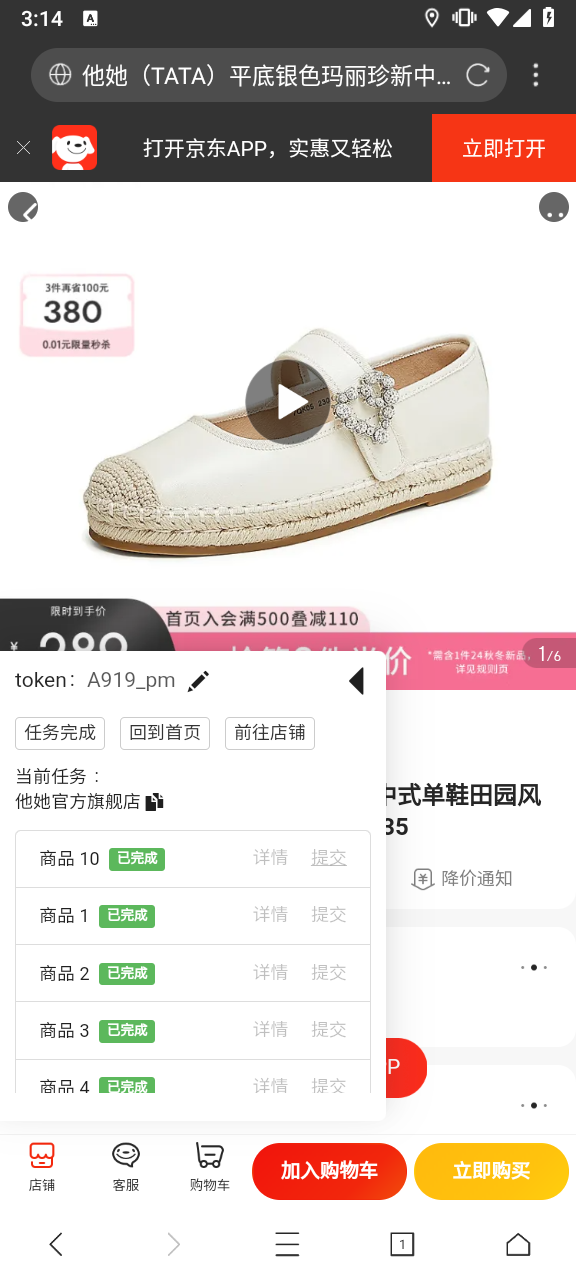 3:14
A
他她（TATA）平底银色玛丽珍新中...
打开京东APP，实惠又轻松
立即打开
3件再省100元
380
0.01元限量秒杀
限时到手价
首页入会满500叠减110
¥
*需含1件24秋冬新品，
详见规则页
1/6
token：A919_pm
任务完成
回到首页
前往店铺
当前任务：
他她官方旗舰店
中式单鞋田园风
35
降价通知
商品 10 已完成 详情 提交
商品 1 已完成 详情 提交
商品 2 已完成 详情 提交
商品 3 已完成 详情 提交
商品 4 已完成 详情 提交
P
店铺
客服
购物车
加入购物车
立即购买
1